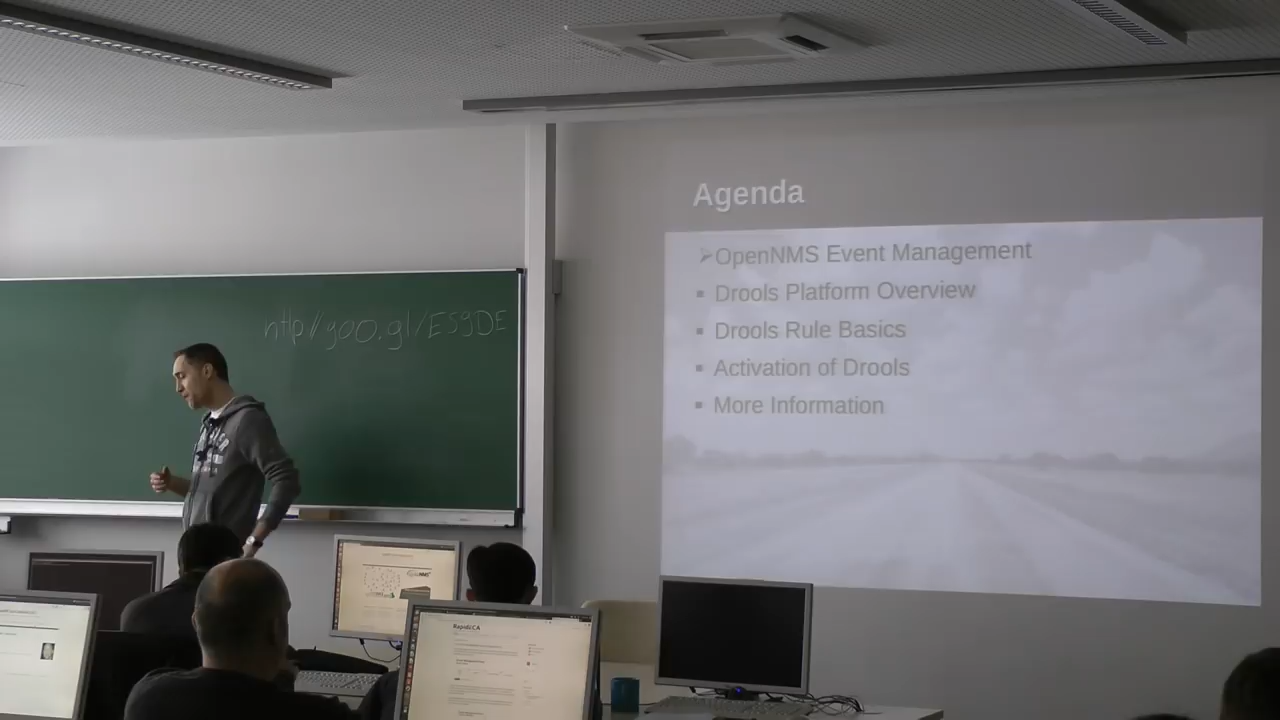 http://goo.gl/ES9DE
Agenda
OpenNMS Event Management
Drools Platform Overview
Drools Rule Basics
Activation of Drools
More Information
RapidCA